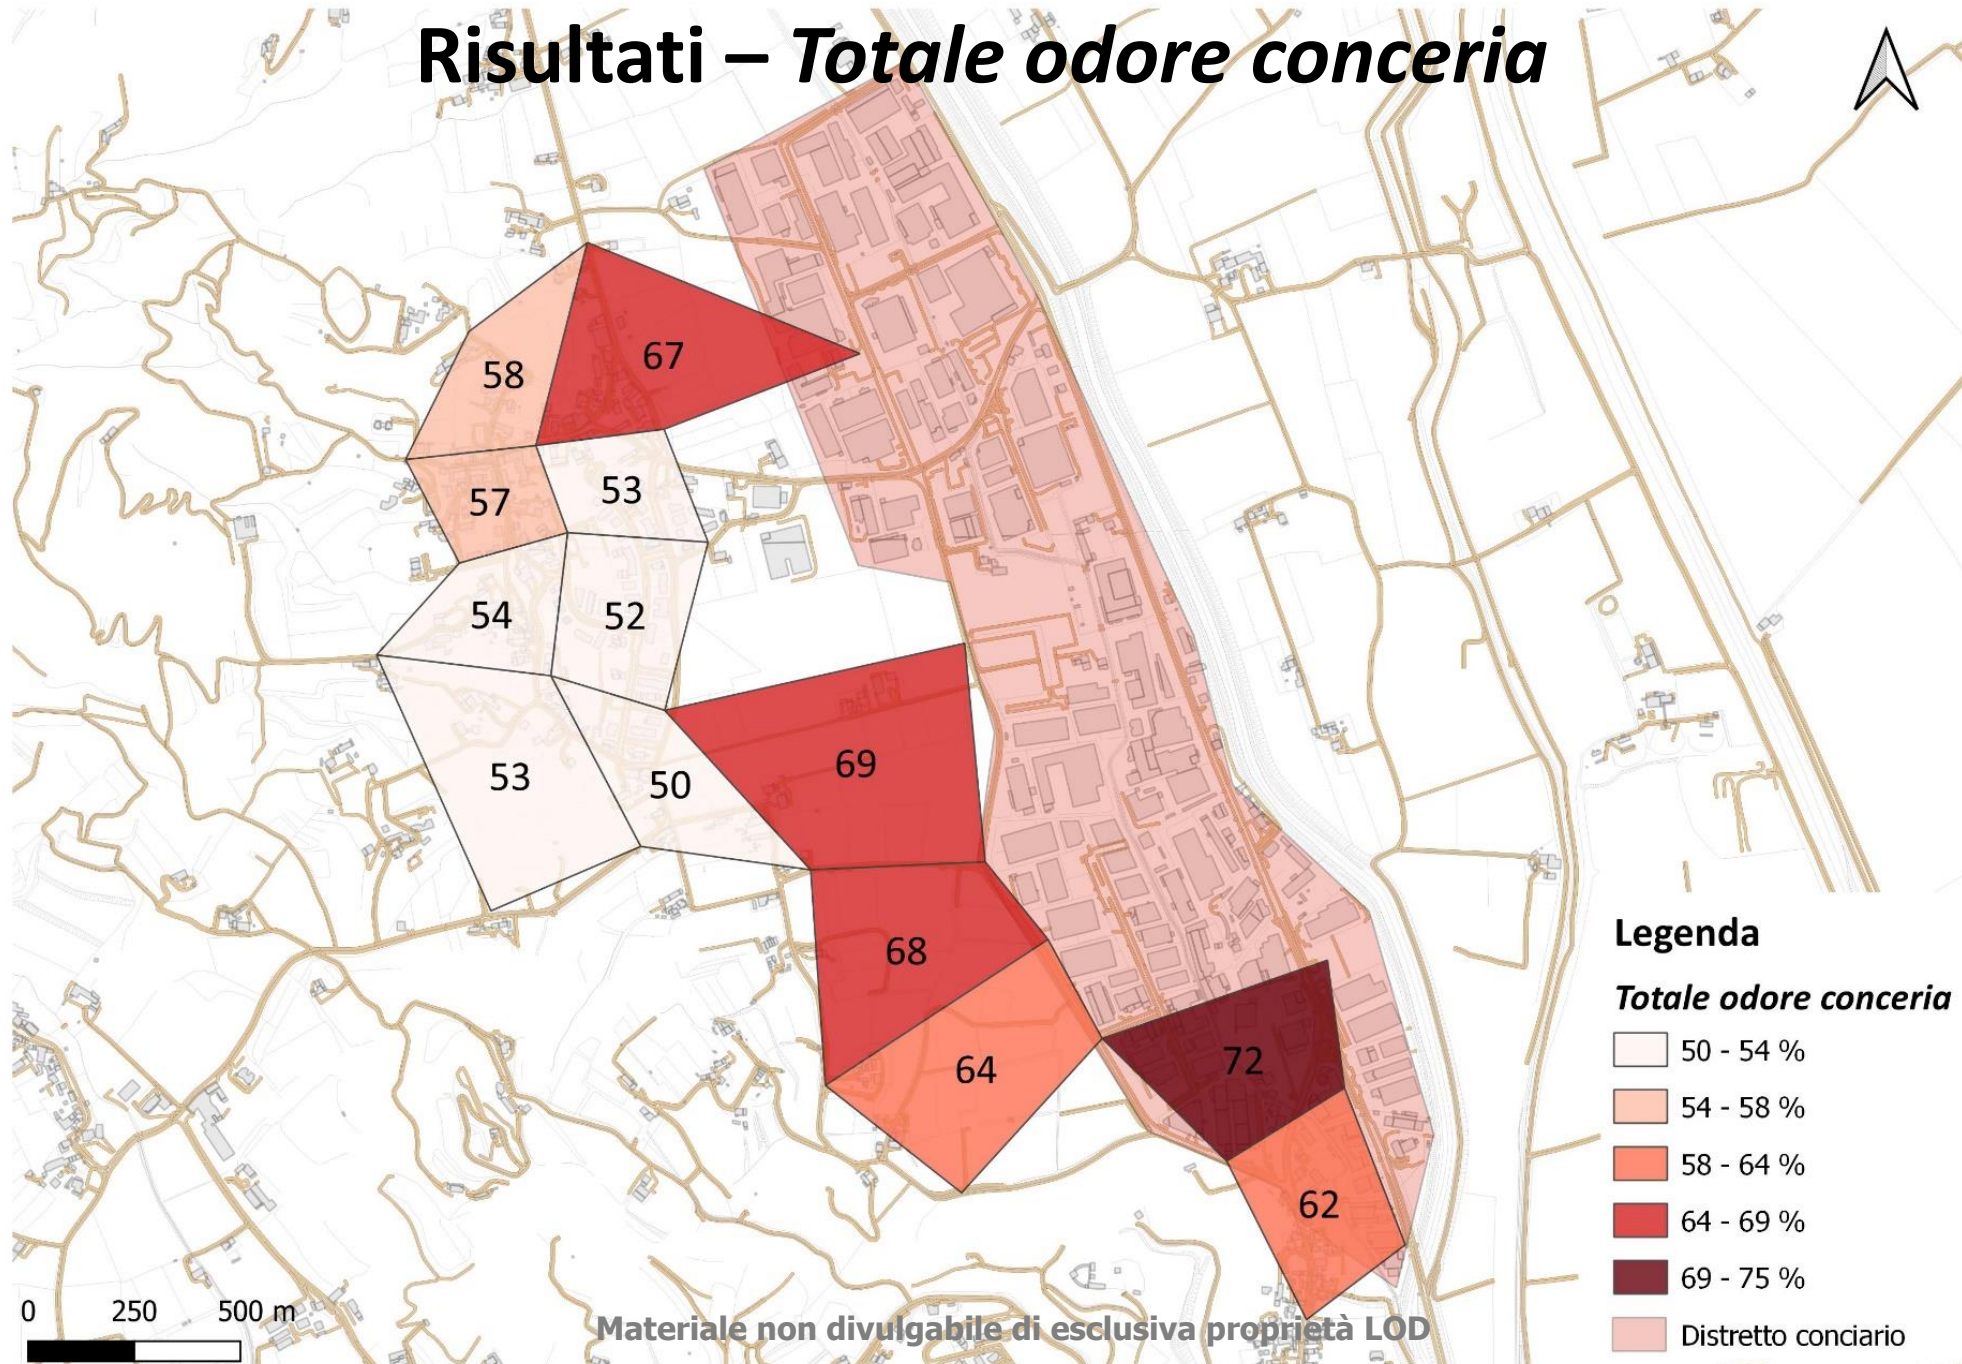 Risultati – Totale odore conceria
67
58
53
57
54
52
69
53
50
68
64
72
62
Legenda
Totale odore conceria
50 - 54 %
54 - 58 %
58 - 64 %
64 - 69 %
69 - 75 %
Distretto conciario
0 250 500 m
Materiale non divulgabile di esclusiva proprietà LOD